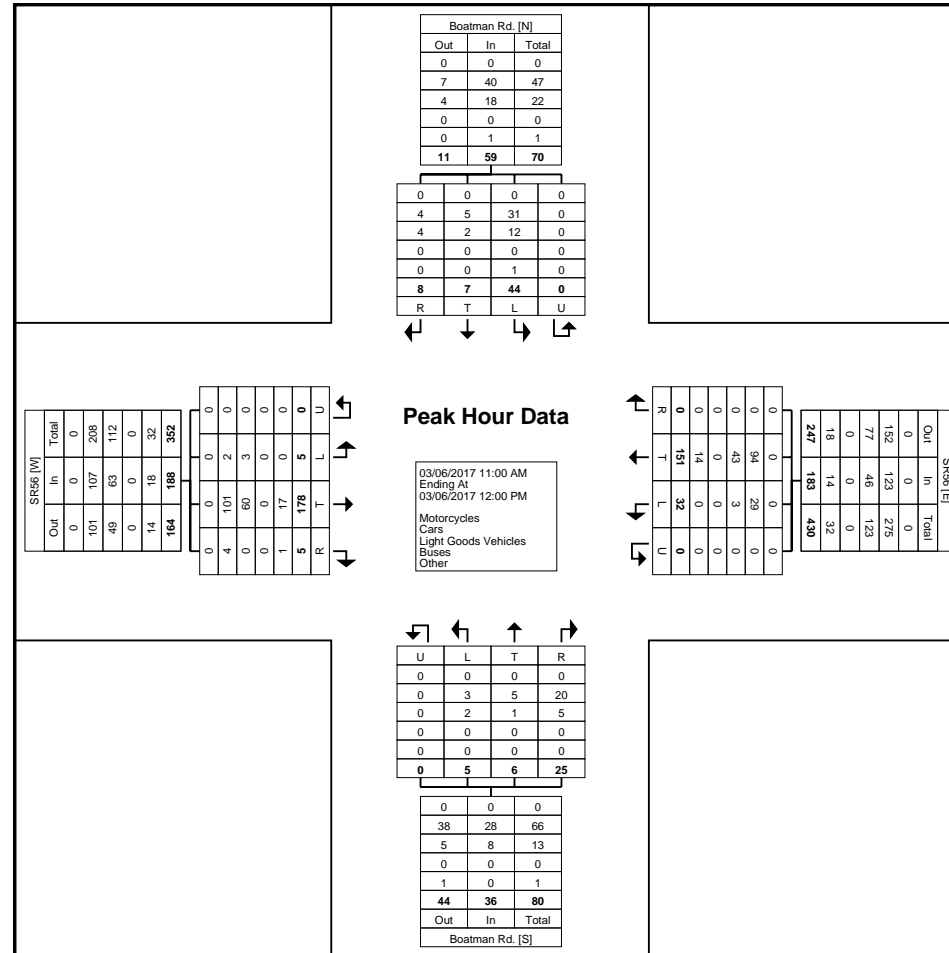 Boatman Rd. [N]
Out In Total
0 0 0
7 40 47
4 18 22
0 0 0
0 1 1
11 59 70
0 0 0 0
4 5 31 0
4 2 12 0
0 0 0 0
0 0 1 0
8 7 44 0
R T L U
SR56 [W]
Total 0 208 112 0 32 352
In 0 107 63 0 18 188
Out 0 101 49 0 14 164
0 0 0 0 0 0 U
0 2 3 0 0 5 L
0 101 60 0 17 178 T
0 4 0 0 1 5 R
Peak Hour Data
03/06/2017 11:00 AM
Ending At
03/06/2017 12:00 PM
Motorcycles
Cars
Light Goods Vehicles
Buses
Other
R 0 0 0 0 0 0
T 151 14 0 43 94 0
L 32 0 0 3 29 0
U 0 0 0 0 0 0
247 18 0 77 152 0 Out
183 14 0 46 123 0 In
430 32 0 123 275 0 Total
SR56 [E]
U L T R
0 0 0 0
0 3 5 20
0 2 1 5
0 0 0 0
0 0 0 0
0 5 6 25
0 0 0
38 28 66
5 8 13
0 0 0
1 0 1
44 36 80
Out In Total
Boatman Rd. [S]